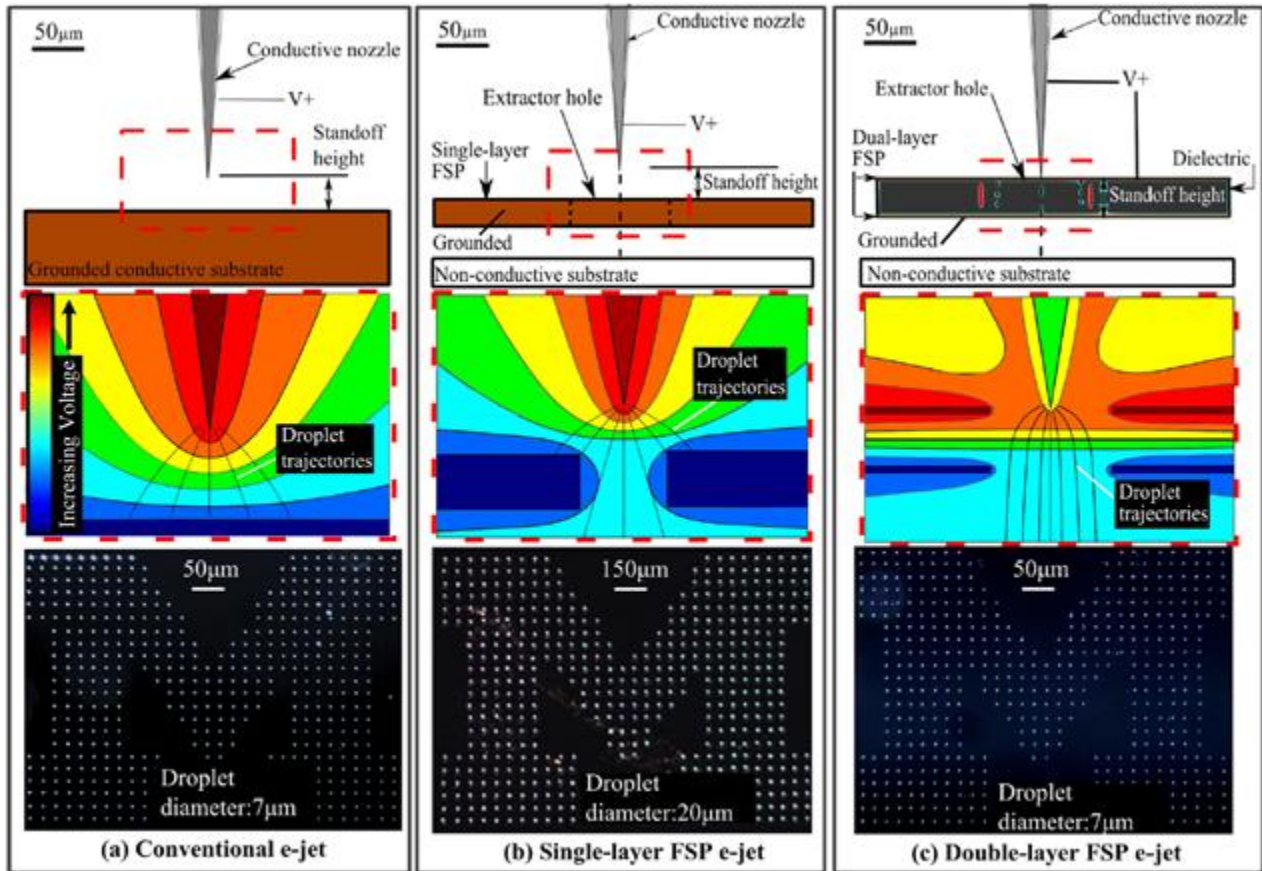 50μm
Conductive nozzle
V+
Standoff
height
Grounded conductive substrate
Increasing Voltage
Droplet
trajectories
50μm
Droplet
diameter:7μm
(a) Conventional e-jet
50μm
Conductive nozzle
Extractor hole
V+
Single-layer
FSP
Standoff height
Grounded
Non-conductive substrate
Droplet
trajectories
150μm
Droplet
diameter:20μm
(b) Single-layer FSP e-jet
50μm
Conductive nozzle
V+
Extractor hole
Dual-layer
FSP
Dielectric
Standoff height
Grounded
Non-conductive substrate
Droplet
trajectories
50μm
Droplet
diameter:7μm
(c) Double-layer FSP e-jet